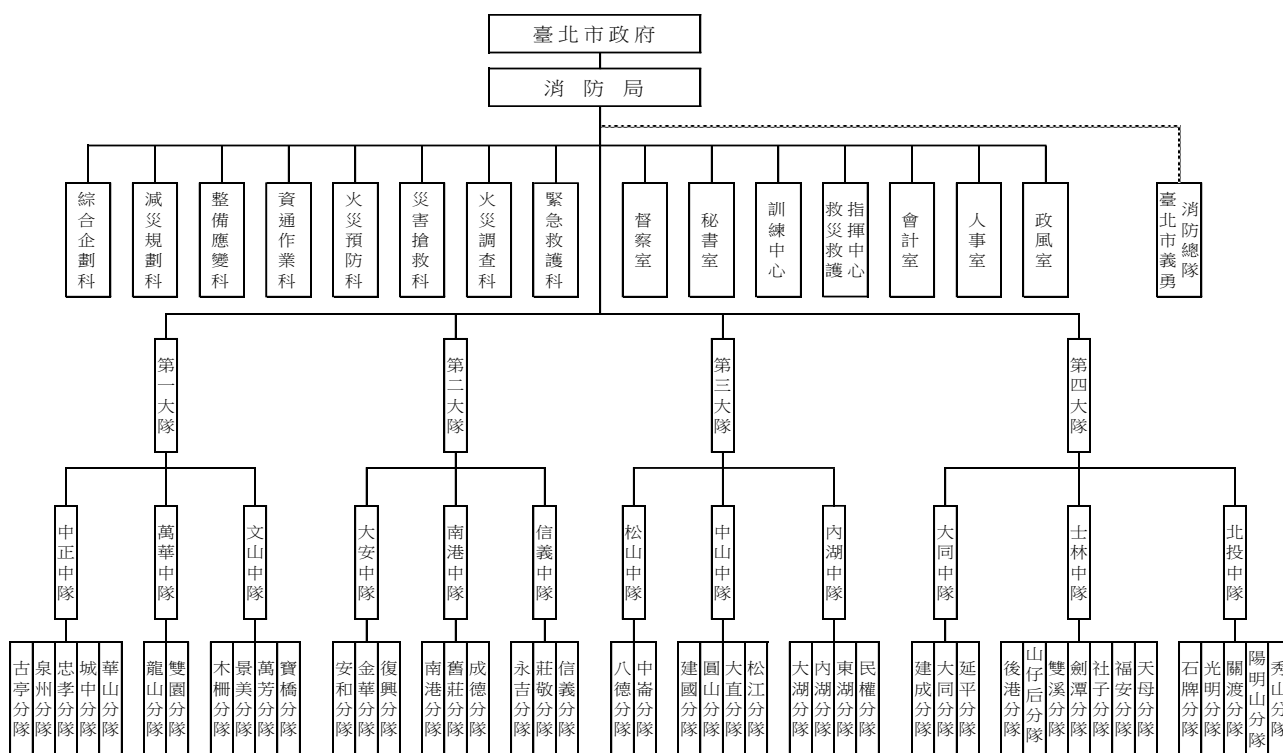 臺北市政府
消防局
綜合企劃科
減災規劃科
整備應變科
資通作業科
火災預防科
災害搶救科
火災調查科
緊急救護科
督察室
秘書室
訓練中心
救災救護
指揮中心
會計室
人事室
政風室
臺北市義勇
消防總隊
第一大隊
第二大隊
第三大隊
第四大隊
中正中隊
萬華中隊
文山中隊
大安中隊
南港中隊
信義中隊
松山中隊
中山中隊
內湖中隊
大同中隊
士林中隊
北投中隊
古亭分隊
泉州分隊
忠孝分隊
城中分隊
華山分隊
龍山分隊
雙園分隊
木柵分隊
景美分隊
萬芳分隊
寶橋分隊
安和分隊
金華分隊
復興分隊
南港分隊
舊莊分隊
成德分隊
永吉分隊
莊敬分隊
信義分隊
八德分隊
中崙分隊
建國分隊
圓山分隊
大直分隊
松江分隊
大湖分隊
內湖分隊
東湖分隊
民權分隊
建成分隊
大同分隊
延平分隊
後港分隊
山仔后分隊
雙溪分隊
劍潭分隊
社子分隊
福安分隊
天母分隊
石牌分隊
光明分隊
關渡分隊
陽明山分隊
秀山分隊